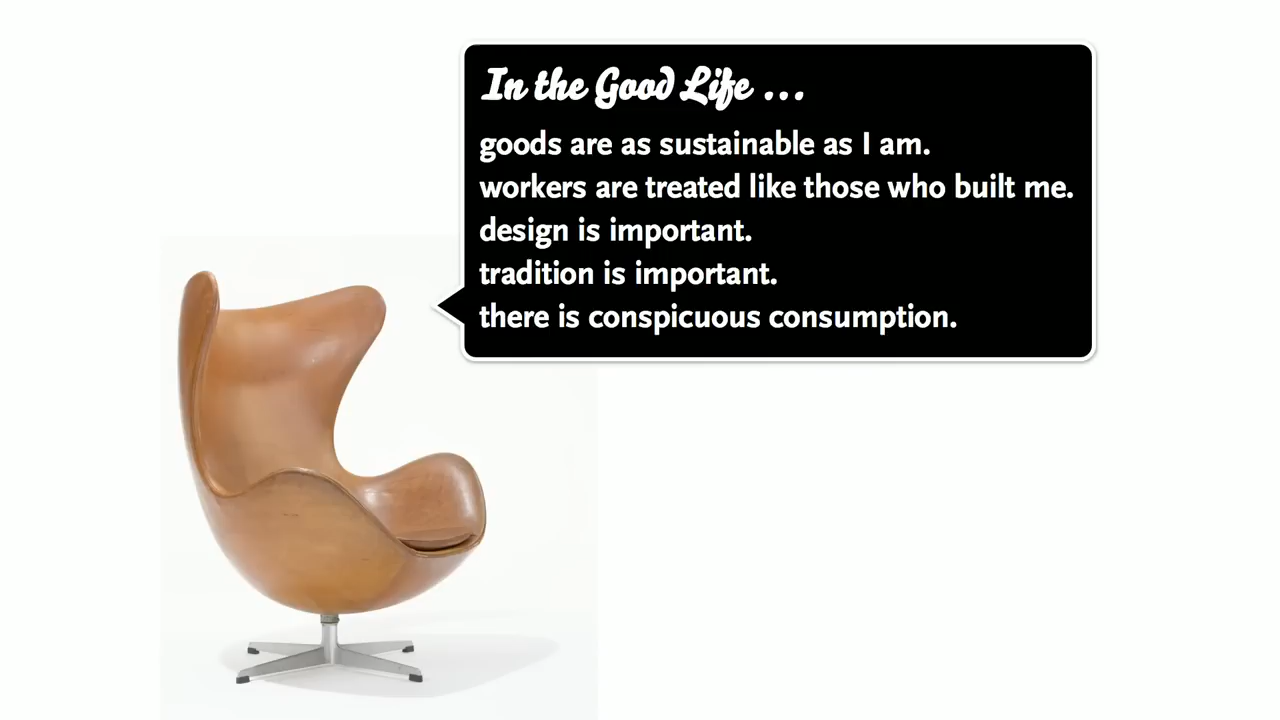 In the Good Life ...
goods are as sustainable as I am.
workers are treated like those who built me.
design is important.
tradition is important.
there is conspicuous consumption.